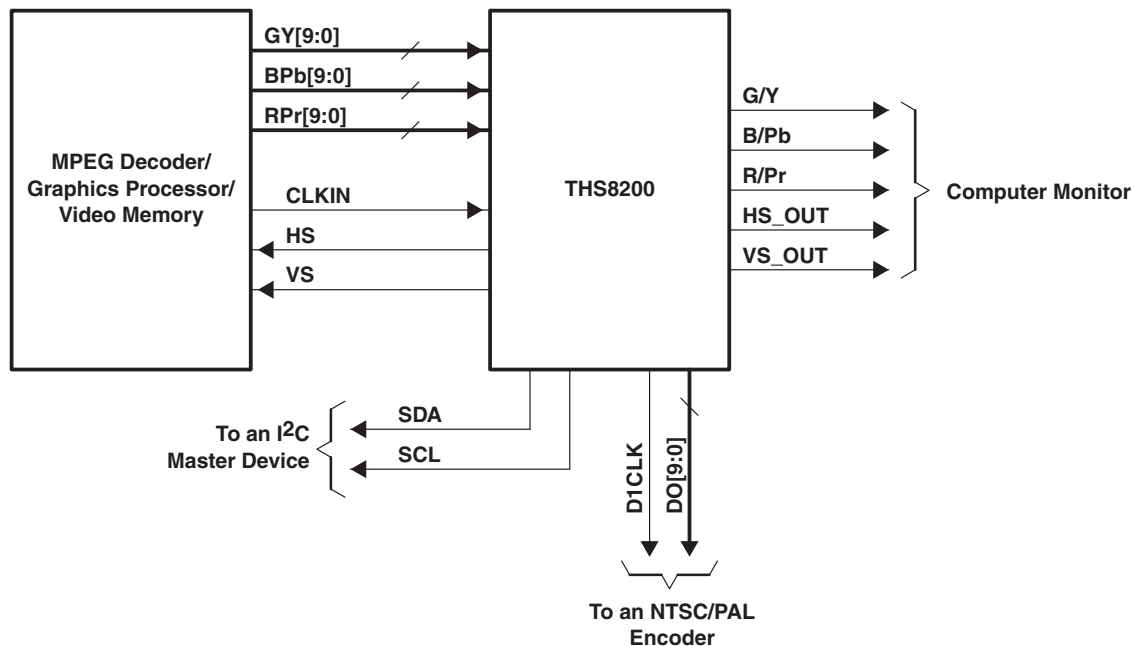 GY[9:0]
BPb[9:0]
RPr[9:0]
MPEG Decoder/
Graphics Processor/
Video Memory
CLKIN
HS
VS
THS8200
G/Y
B/Pb
R/Pr
HS_OUT
VS_OUT
Computer Monitor
To an I2C
Master Device
SDA
SCL
D1CLK
DO[9:0]
To an NTSC/PAL
Encoder